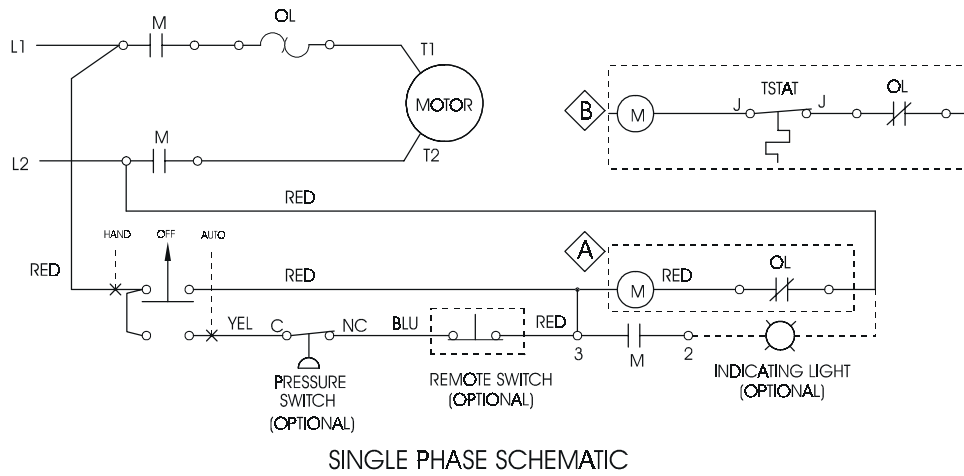 OL
M
L1
T1
MOTOR
TSTAT
OL
B
M
J
J
M
L2
T2
RED
HAND
OFF
AUTO
A
RED
RED
RED
OL
M
YEL
C
NC
BLU
RED
3
M
2
PRESSURE
SWITCH
(OPTIONAL)
REMOTE SWITCH
(OPTIONAL)
INDICATING LIGHT
(OPTIONAL)
SINGLE PHASE SCHEMATIC